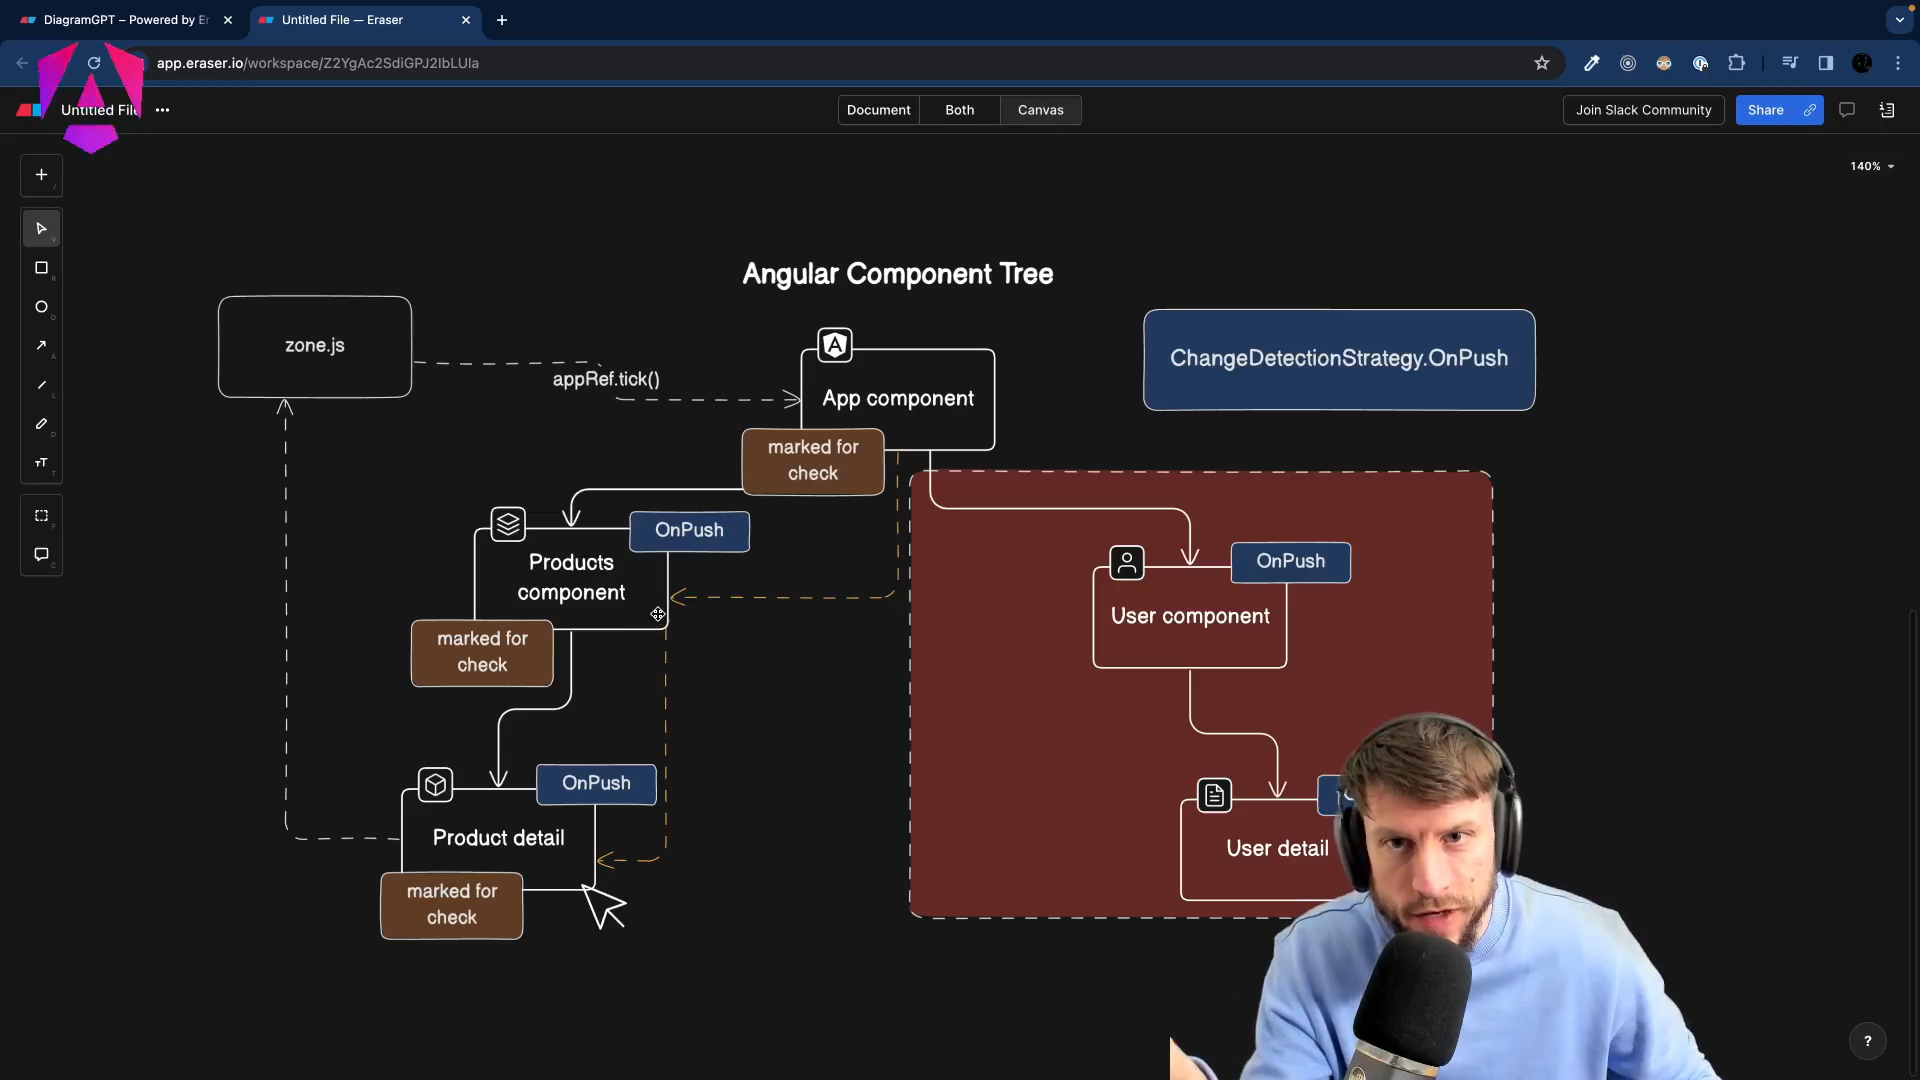 DiagramGPT – Powered by Er
Untitled File — Eraser
app.eraser.io/workspace/Z2YgAc2SdiGPJ2IbLUla
Untitled File
Document
Both
Canvas
Join Slack Community
Share
140%
Angular Component Tree
zone.js
appRef.tick()
App component
ChangeDetectionStrategy.OnPush
marked for
check
OnPush
Products
component
marked for
check
OnPush
User component
OnPush
Product detail
marked for
check
User detail
?